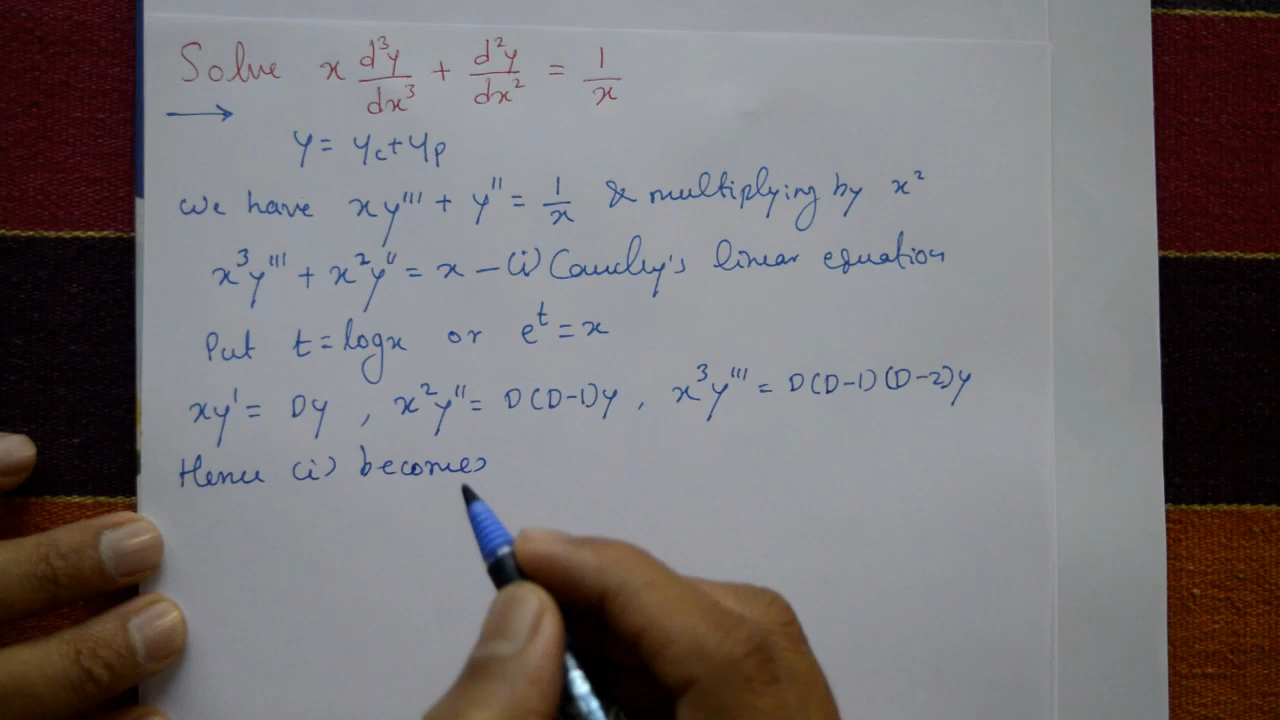 Solve x d³y/dx³ + d²y/dx² = 1/x
y = yc + yp
We have xy''' + y'' = 1/x & multiplying by x²
x³y''' + x²y'' = x – (i) Cauchy's linear equation
Put t = logx or eᵗ = x
xy' = Dy , x²y'' = D(D-1)y , x³y''' = D(D-1)(D-2)y
Hence (i) becomes